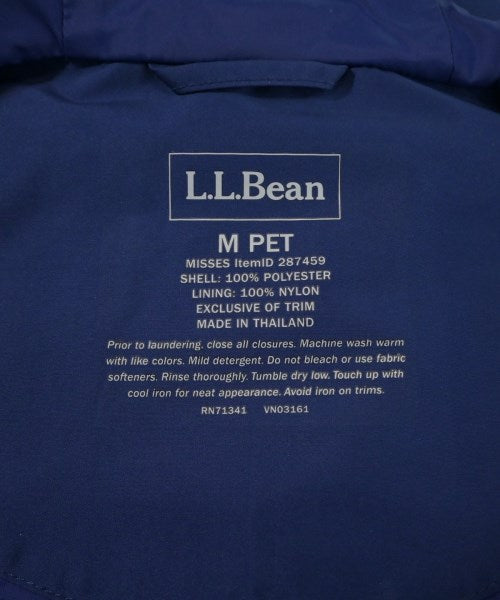 L.L.Bean
M PET
MISSES ItemID 287459
SHELL: 100% POLYESTER
LINING: 100% NYLON
EXCLUSIVE OF TRIM
MADE IN THAILAND
Prior to laundering. close all closures. Machine wash warm
with like colors. Mild detergent. Do not bleach or use fabric
softeners. Rinse thoroughly. Tumble dry low. Touch up with
cool iron for neat appearance. Avoid iron on trims.
RN71341 VN03161